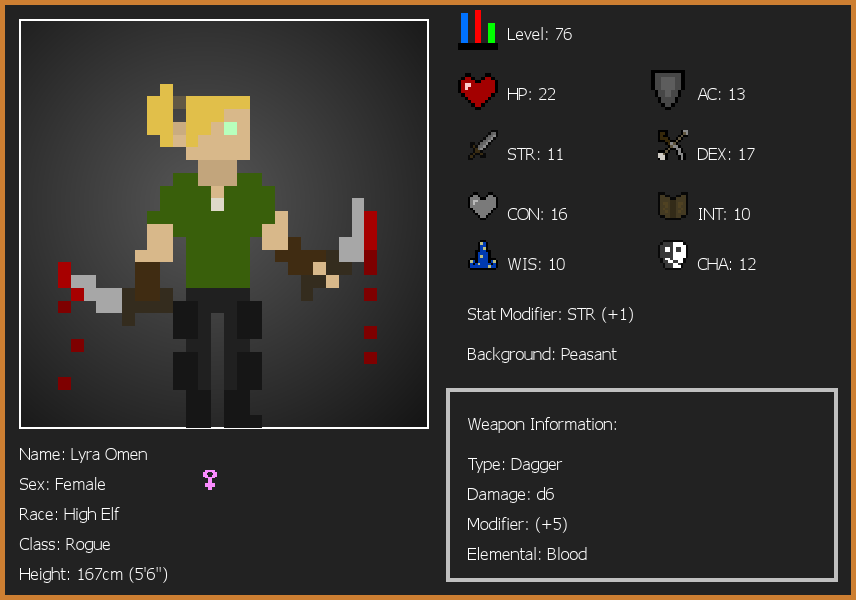 Level: 76
HP: 22
AC: 13
STR: 11
DEX: 17
CON: 16
INT: 10
WIS: 10
CHA: 12
Stat Modifier: STR (+1)
Background: Peasant
Weapon Information:
Type: Dagger
Damage: d6
Modifier: (+5)
Elemental: Blood
Name: Lyra Omen
Sex: Female
Race: High Elf
Class: Rogue
Height: 167cm (5'6")